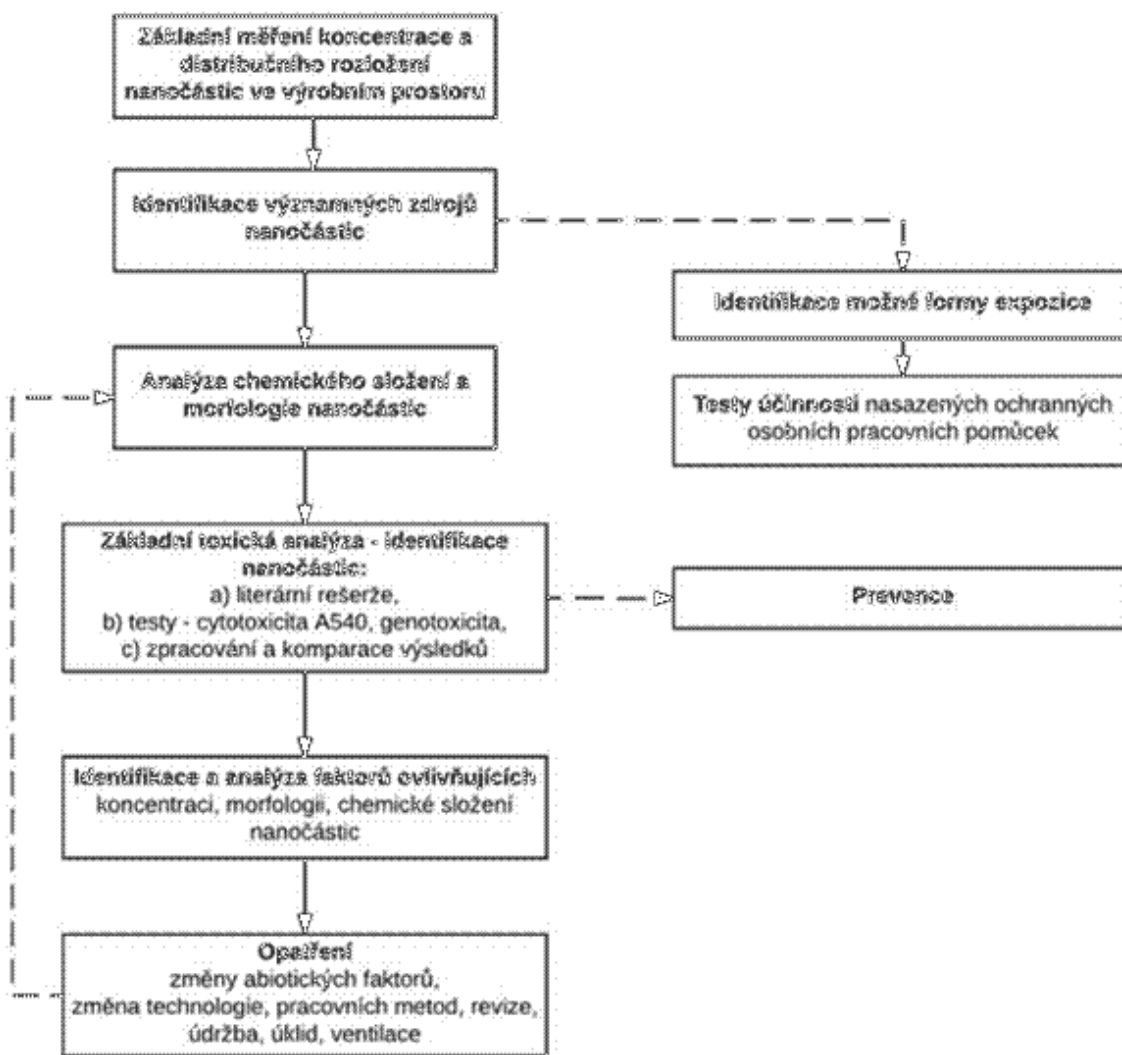 Základní měření koncentrace a
distribučního rozložení
nanočástic ve výrobním prostoru
Identifikace významných zdrojů
nanočástic
Identifikace možné formy expozice
Analýza chemického složení a
morfologie nanočástic
Testy účinnosti nasazených ochranných
osobních pracovních pomůcek
Základní toxická analýza - identifikace
nanočástic:
a) literární rešerže,
b) testy - cytotoxicita A540, genotoxicita,
c) zpracování a komparace výsledků
Prevence
Identifikace a analýza faktorů ovlivňujících
koncentraci, morfologii, chemické složení
nanočástic
Opatření
změny abiotických faktorů,
změna technologie, pracovních metod, revize,
údržba, úklid, ventilace